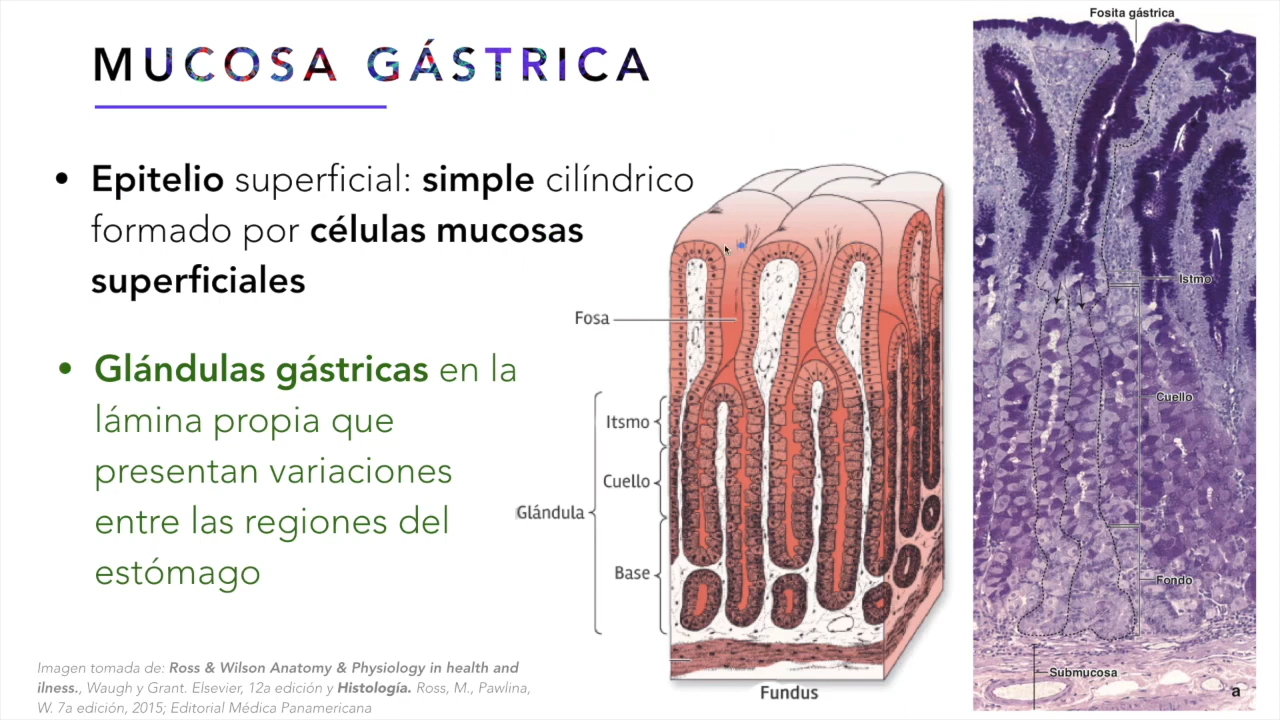 MUCOSA GÁSTRICA
• Epitelio superficial: simple cilíndrico
formado por células mucosas
superficiales
• Glándulas gástricas en la
lámina propia que
presentan variaciones
entre las regiones del
estómago
Imagen tomada de: Ross & Wilson Anatomy & Physiology in health and
ilness., Waugh y Grant. Elsevier, 12a edición y Histología. Ross, M., Pawlina,
W. 7a edición, 2015; Editorial Médica Panamericana
Fosa
Itsmo
Cuello
Glándula
Base
Fundus
Fosita gástrica
Istmo
Cuello
Fondo
Submucosa
a